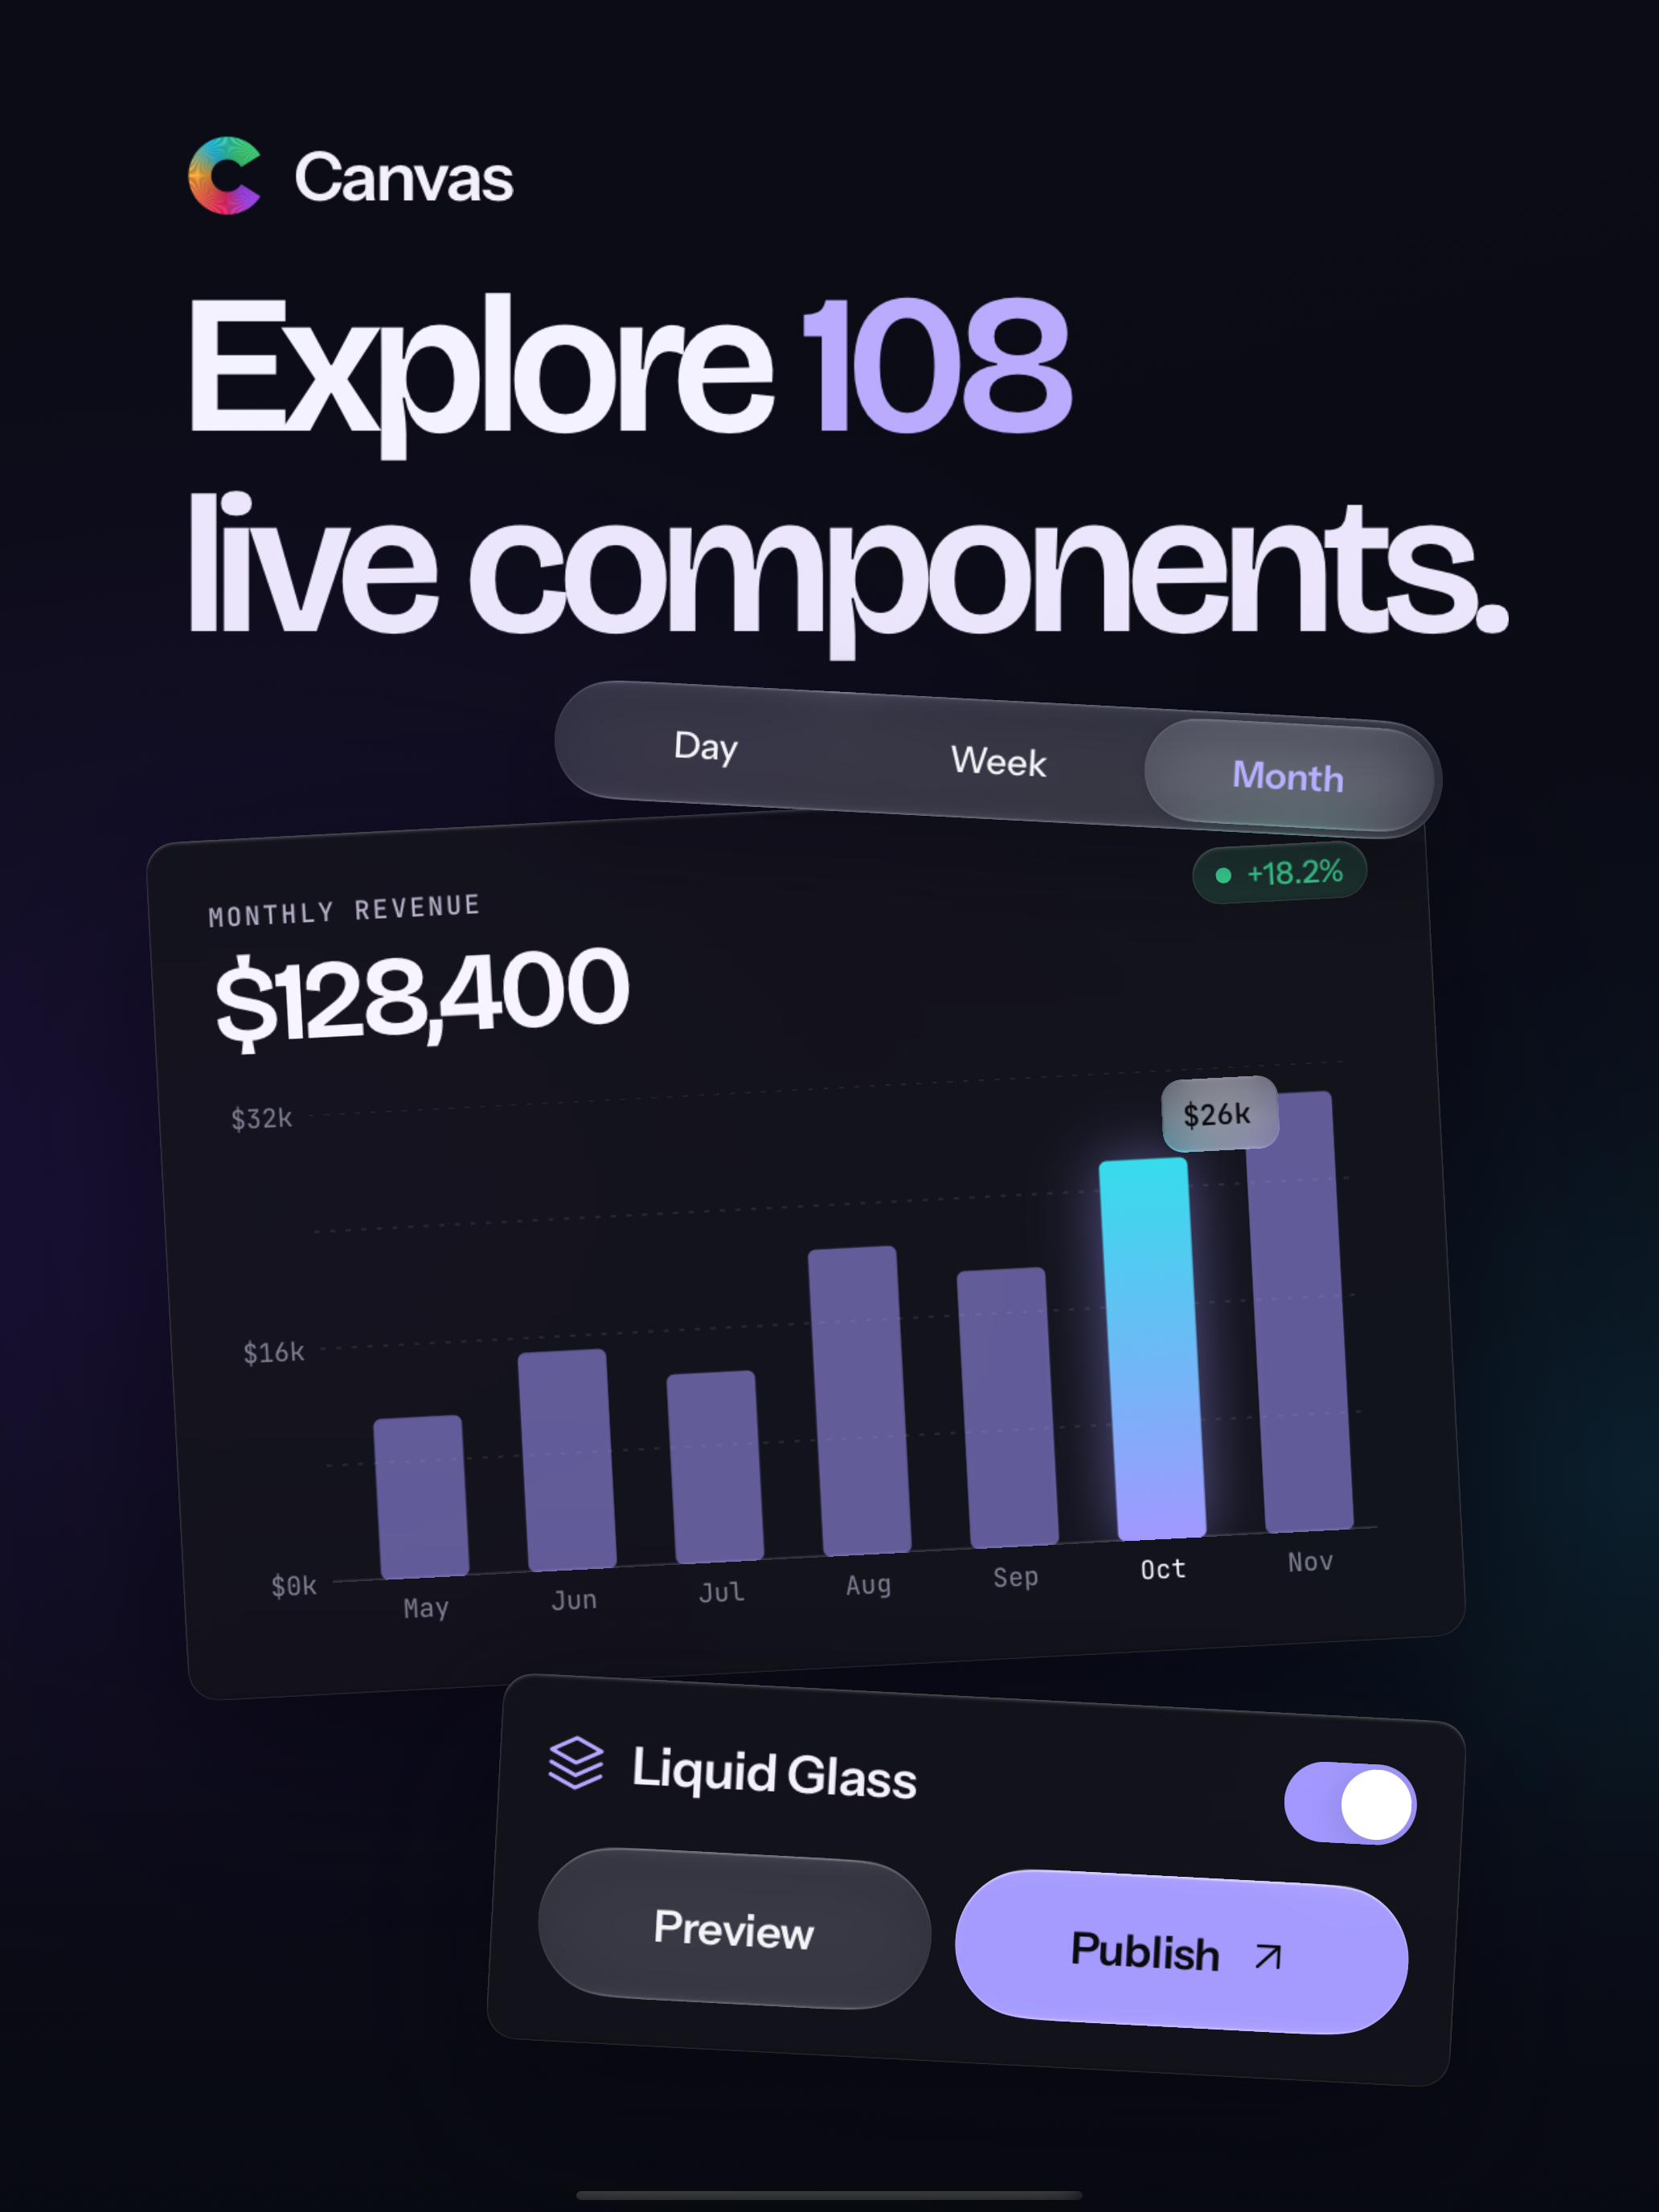 Canvas
Explore 108
live components.
Day Week Month
+18.2%
MONTHLY REVENUE
$128,400
$32k
$26k
$16k
$0k
May Jun Jul Aug Sep Oct Nov
Liquid Glass
Preview Publish